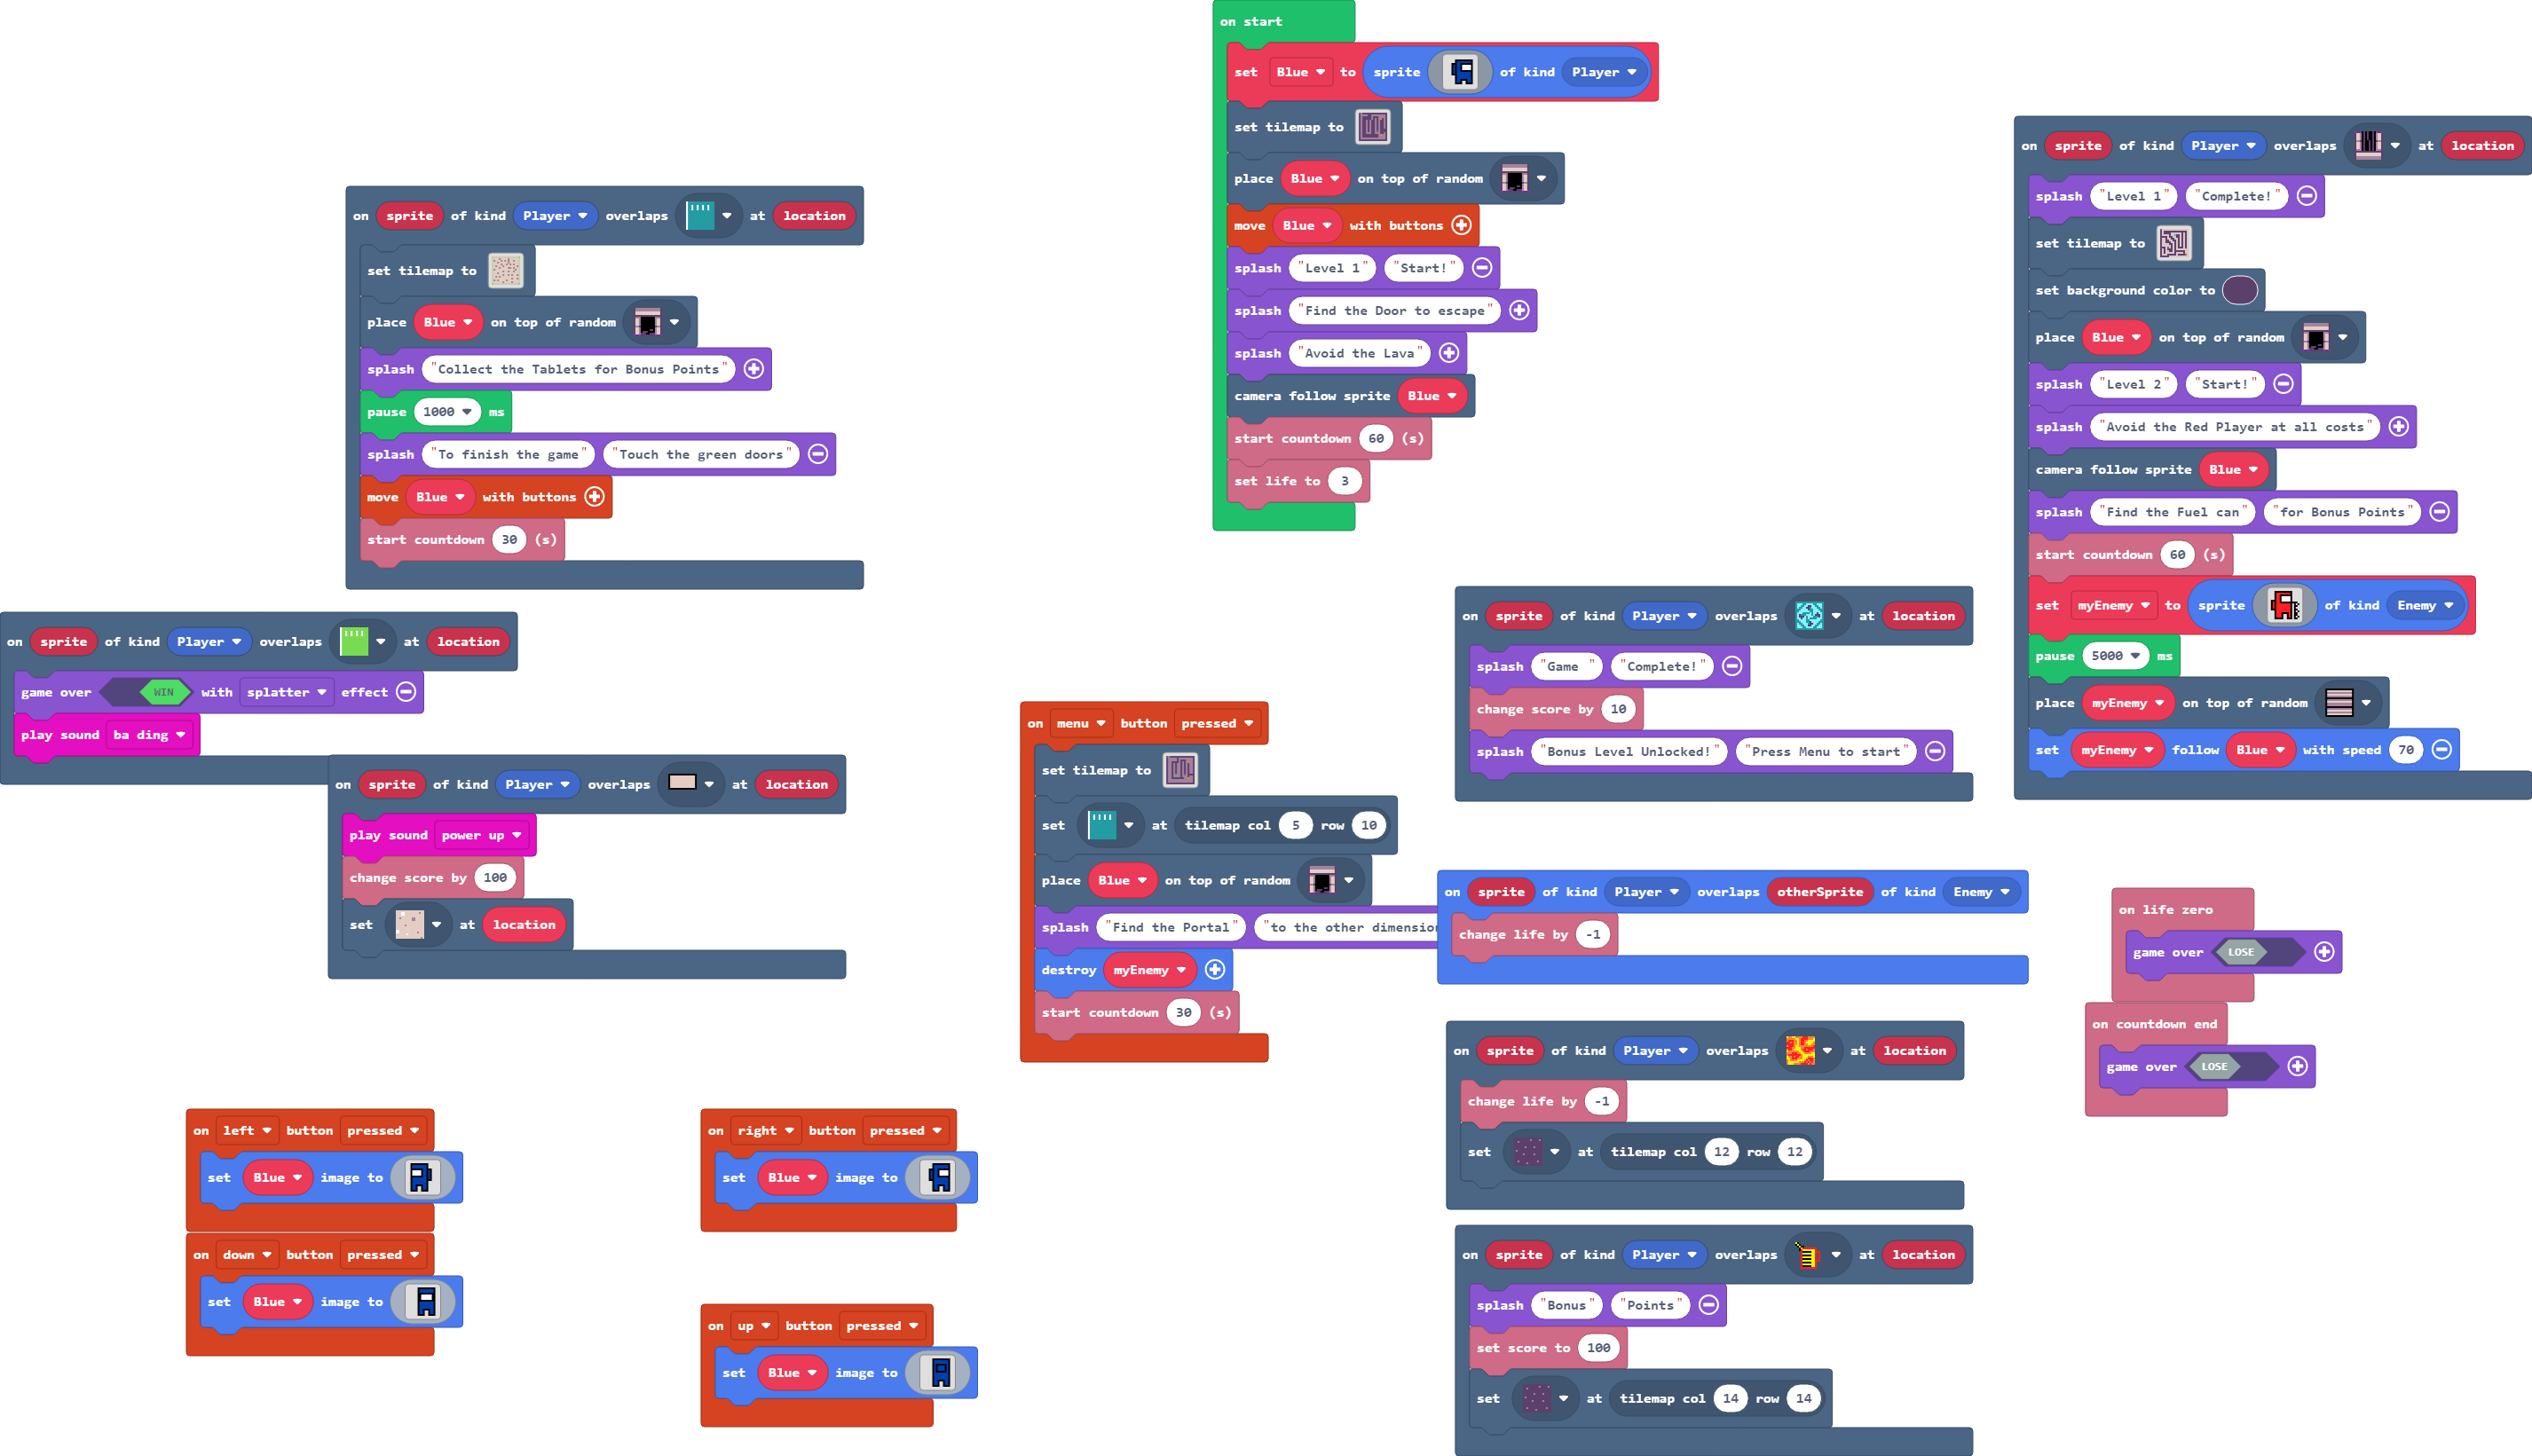 on start
set Blue to sprite of kind Player
set tilemap to
place Blue on top of random
move Blue with buttons
splash "Level 1" "Start!"
splash "Find the Door to escape"
splash "Avoid the Lava"
camera follow sprite Blue
start countdown 60 (s)
set life to 3
on sprite of kind Player overlaps at location
splash "Level 1" "Complete!"
set tilemap to
set background color to
place Blue on top of random
splash "Level 2" "Start!"
splash "Avoid the Red Player at all costs"
camera follow sprite Blue
splash "Find the Fuel can" "for Bonus Points"
start countdown 60 (s)
set myEnemy to sprite of kind Enemy
pause 5000 ms
place myEnemy on top of random
set myEnemy follow Blue with speed 70
on sprite of kind Player overlaps at location
set tilemap to
place Blue on top of random
splash "Collect the Tablets for Bonus Points"
pause 1000 ms
splash "To finish the game" "Touch the green doors"
move Blue with buttons
start countdown 30 (s)
on sprite of kind Player overlaps at location
game over WIN with splatter effect
play sound ba ding
on sprite of kind Player overlaps at location
play sound power up
change score by 100
set at location
on menu button pressed
set tilemap to
set at tilemap col 5 row 10
place Blue on top of random
splash "Find the Portal" "to the other dimension
destroy myEnemy
start countdown 30 (s)
on sprite of kind Player overlaps at location
splash "Game " "Complete!"
change score by 10
splash "Bonus Level Unlocked!" "Press Menu to start"
on sprite of kind Player overlaps otherSprite of kind Enemy
change life by -1
on life zero
game over LOSE
on countdown end
game over LOSE
on sprite of kind Player overlaps at location
change life by -1
set at tilemap col 12 row 12
on sprite of kind Player overlaps at location
splash "Bonus" "Points"
set score to 100
set at tilemap col 14 row 14
on left button pressed
set Blue image to
on right button pressed
set Blue image to
on down button pressed
set Blue image to
on up button pressed
set Blue image to